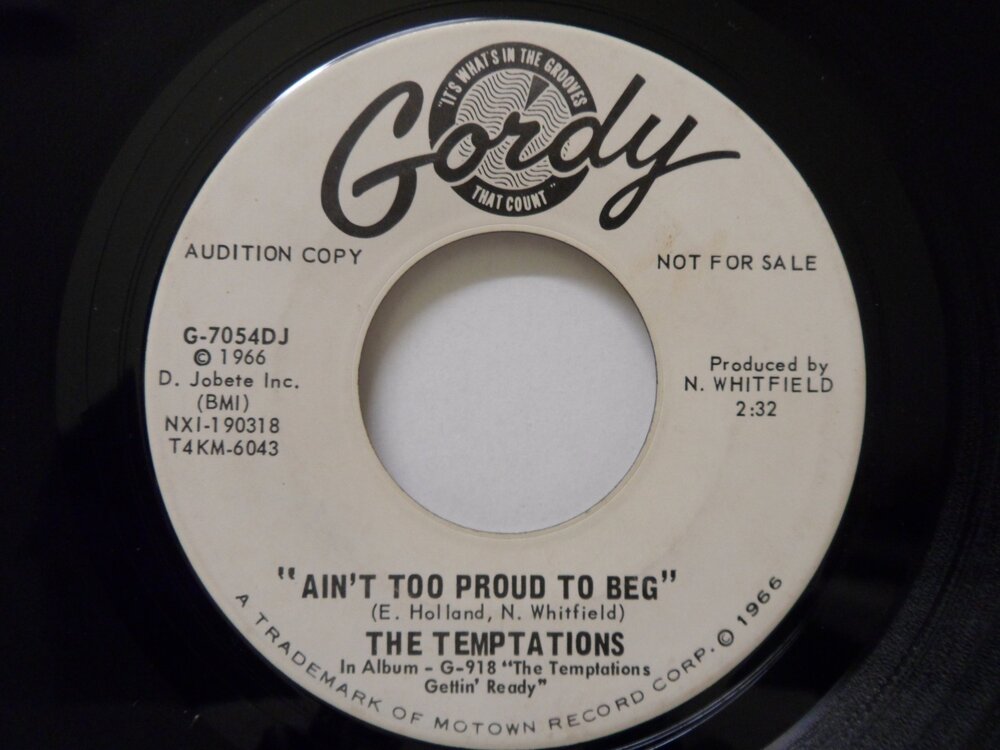 "IT'S WHAT'S IN THE GROOVES
Gordy
THAT COUNT"
AUDITION COPY
NOT FOR SALE
G-7054DJ
© 1966
D. Jobete Inc.
(BMI)
NXI-190318
T4KM-6043
Produced by
N. WHITFIELD
2:32
"AIN'T TOO PROUD TO BEG"
(E. Holland, N. Whitfield)
THE TEMPTATIONS
In Album - G-918 "The Temptations
Gettin' Ready"
A TRADEMARK OF MOTOWN RECORD CORP. © 1966